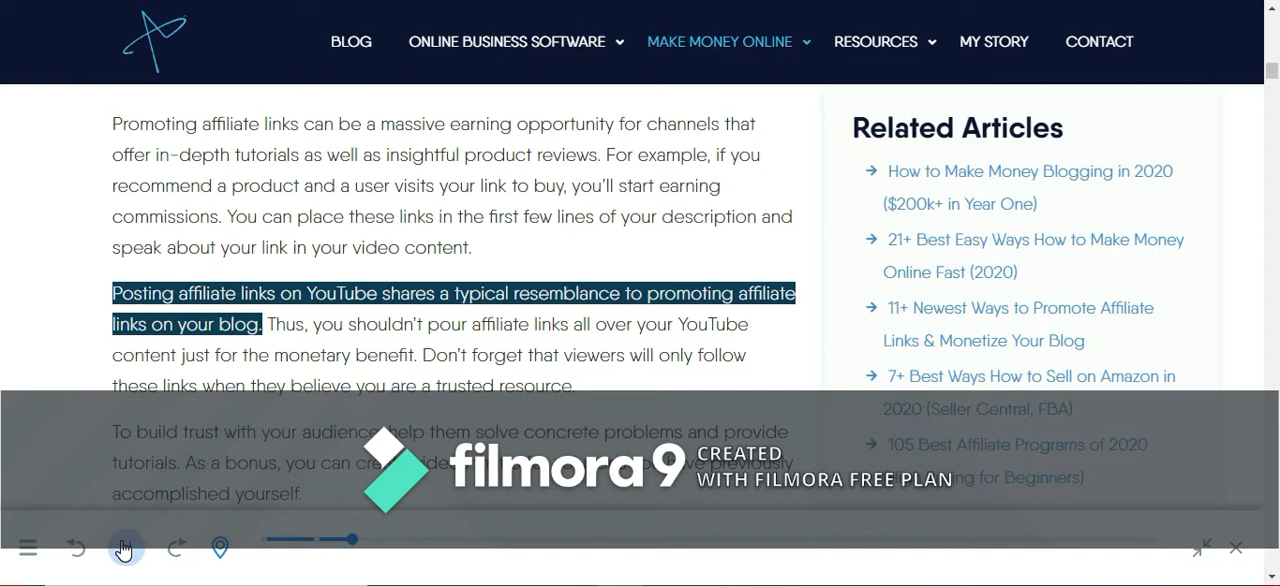 BLOG
ONLINE BUSINESS SOFTWARE
MAKE MONEY ONLINE
RESOURCES
MY STORY
CONTACT
Promoting affiliate links can be a massive earning opportunity for channels that
offer in-depth tutorials as well as insightful product reviews. For example, if you
recommend a product and a user visits your link to buy, you'll start earning
commissions. You can place these links in the first few lines of your description and
speak about your link in your video content.
Posting affiliate links on YouTube shares a typical resemblance to promoting affiliate
links on your blog. Thus, you shouldn't pour affiliate links all over your YouTube
content just for the monetary benefit. Don't forget that viewers will only follow
these links when they believe you are a trusted resource.
To build trust with your audience, help them solve concrete problems and provide
tutorials. As a bonus, you can previously
accomplished yourself.
Related Articles
How to Make Money Blogging in 2020
($200k+ in Year One)
21+ Best Easy Ways How to Make Money
Online Fast (2020)
11+ Newest Ways to Promote Affiliate
Links & Monetize Your Blog
7+ Best Ways How to Sell on Amazon in
2020 (Seller Central, FBA)
105 Best Affiliate Programs of 2020
for Beginners)
filmora9
CREATED
WITH FILMORA FREE PLAN